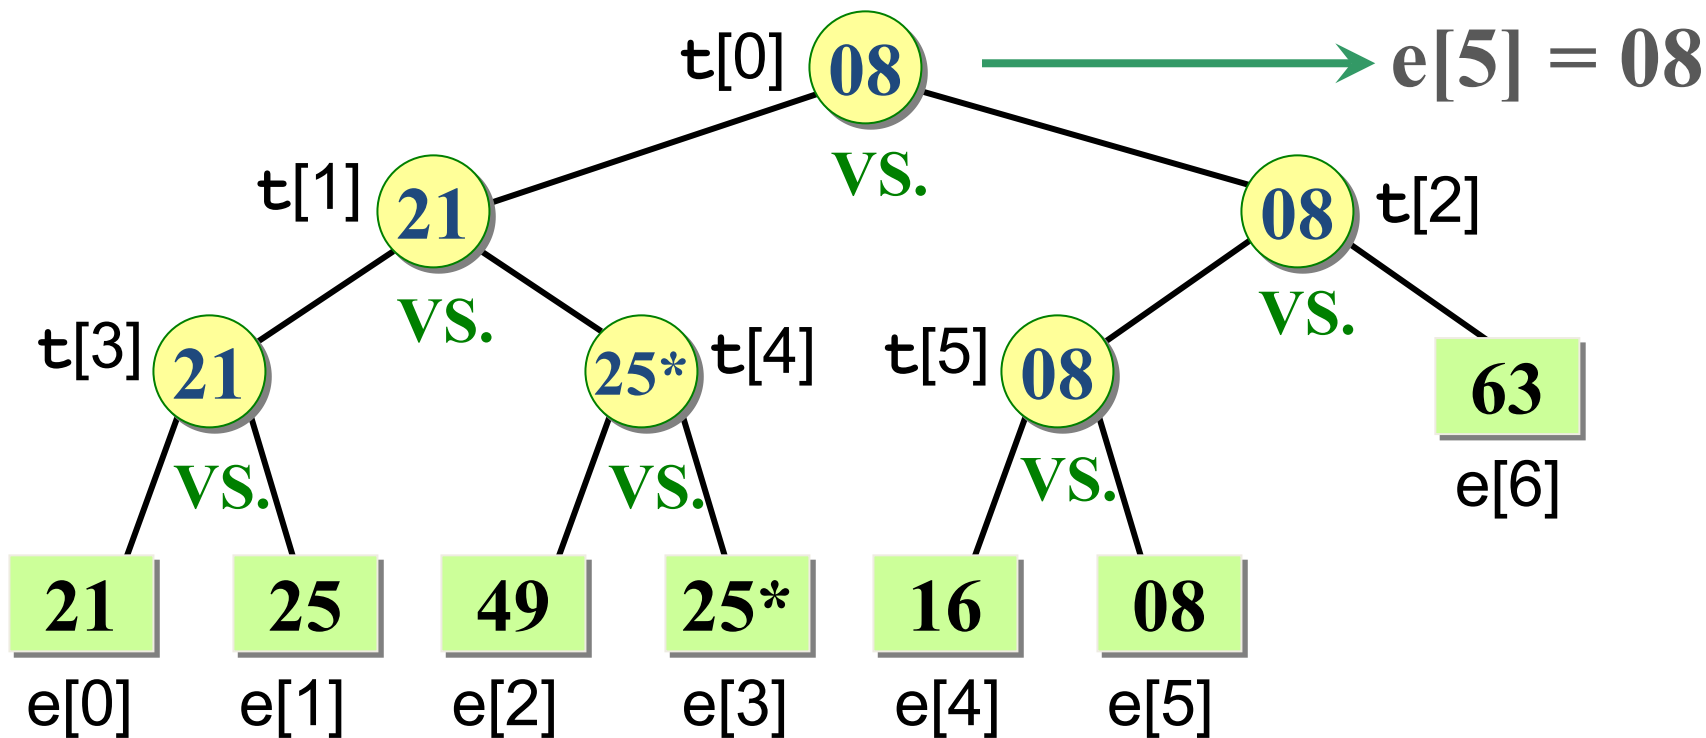 t[0] 08 e[5] = 08
vs.
t[1] 21 08 t[2]
vs. vs.
t[3] 21 25* t[4] t[5] 08 63
vs. vs. vs. e[6]
21 25 49 25* 16 08
e[0] e[1] e[2] e[3] e[4] e[5]